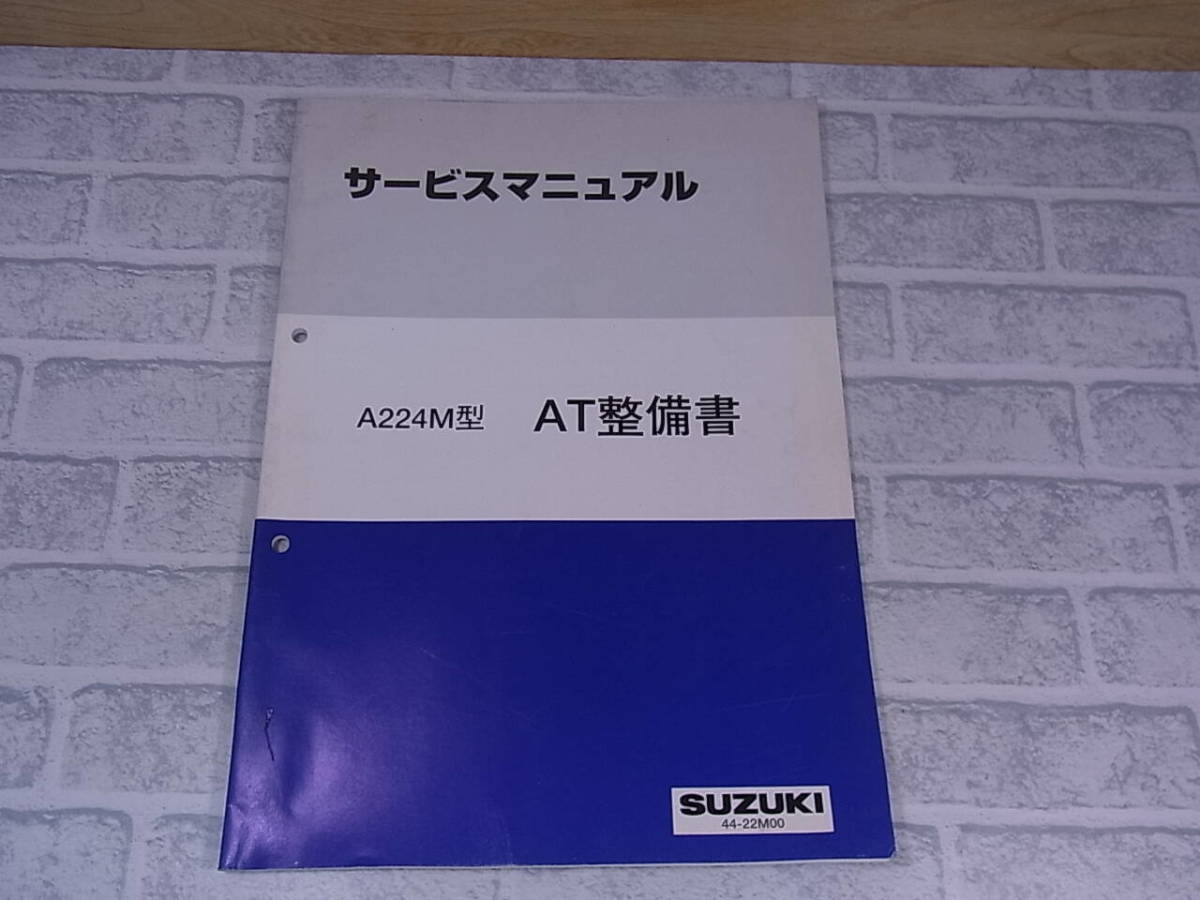 サービスマニュアル
A224M型 AT整備書
SUZUKI
44-22M00